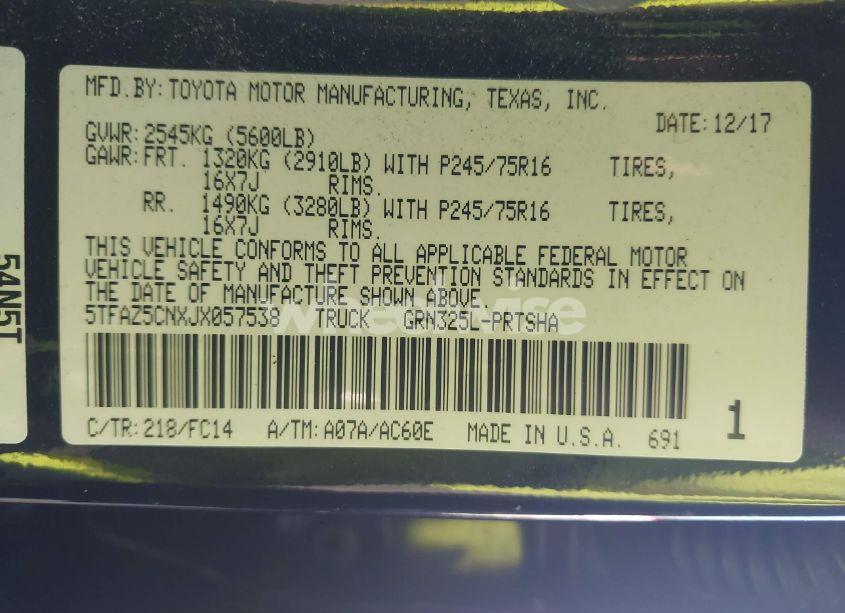 MFD.BY:TOYOTA MOTOR MANUFACTURING, TEXAS, INC.
DATE:12/17
GVWR:2545KG (5600LB)
GAWR:FRT. 1320KG (2910LB) WITH P245/75R16 TIRES,
16X7J RIMS.
RR. 1490KG (3280LB) WITH P245/75R16 TIRES,
16X7J RIMS.
THIS VEHICLE CONFORMS TO ALL APPLICABLE FEDERAL MOTOR
VEHICLE SAFETY AND THEFT PREVENTION STANDARDS IN EFFECT ON
THE DATE OF MANUFACTURE SHOWN ABOVE.
5TFAZ5CNXJX057538 TRUCK GRN325L-PRTSHA
C/TR:218/FC14 A/TM:A07A/AC60E MADE IN U.S.A. 691
1
54N5T
wheelwise